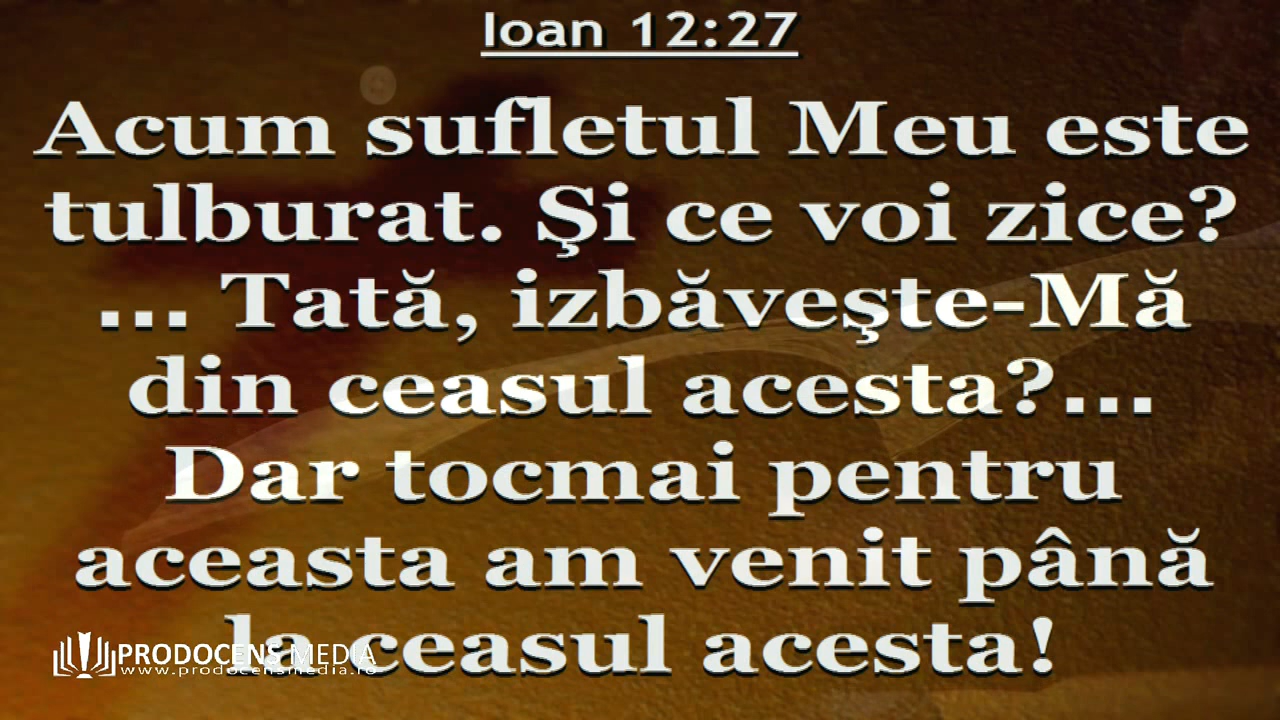 Ioan 12:27
Acum sufletul Meu este
tulburat. Şi ce voi zice?
... Tată, izbăveşte-Mă
din ceasul acesta?...
Dar tocmai pentru
aceasta am venit până
la ceasul acesta!
PRODOCENS MEDIA
www.prodocensmedia.ro